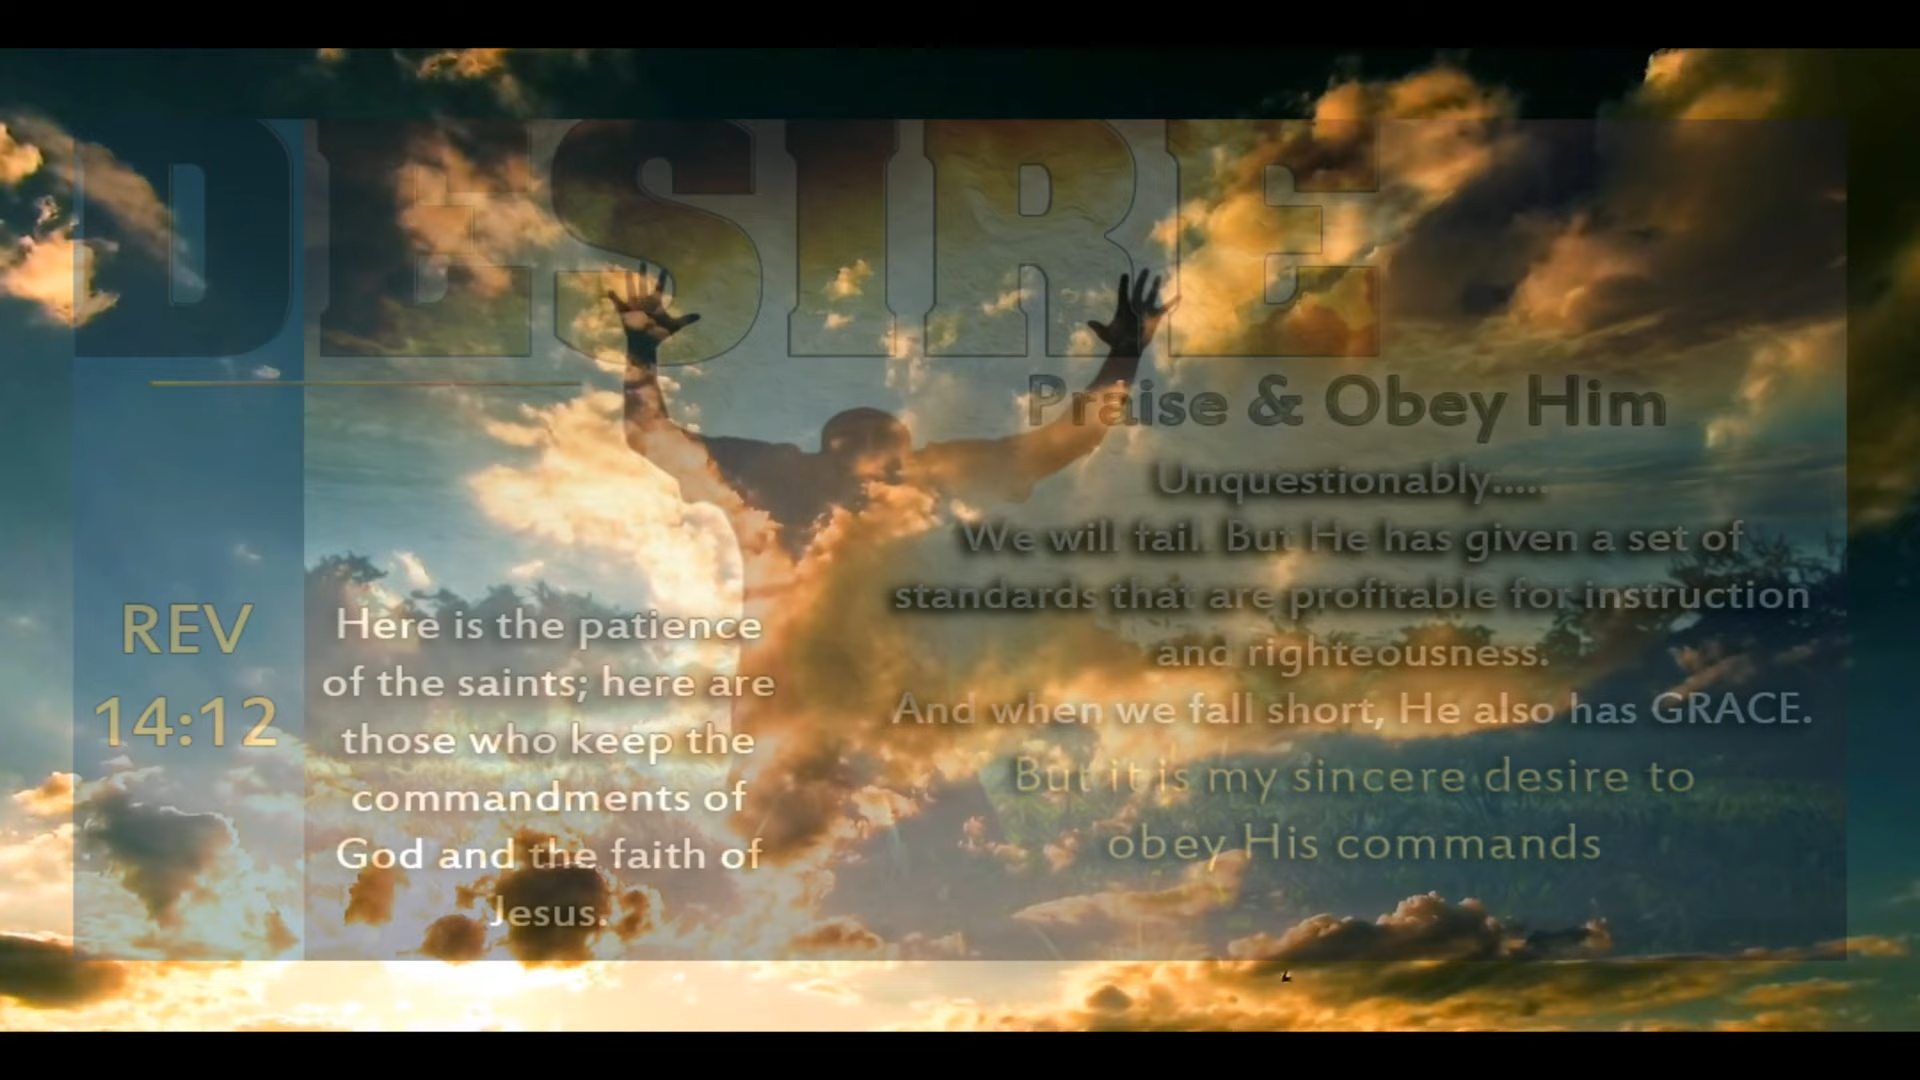 DESIRE
Praise & Obey Him
Unquestionably.....
We will fail. But He has given a set of
standards that are profitable for instruction
and righteousness.
And when we fall short, He also has GRACE.
But it is my sincere desire to
obey His commands
REV
14:12
Here is the patience
of the saints; here are
those who keep the
commandments of
God and the faith of
Jesus.